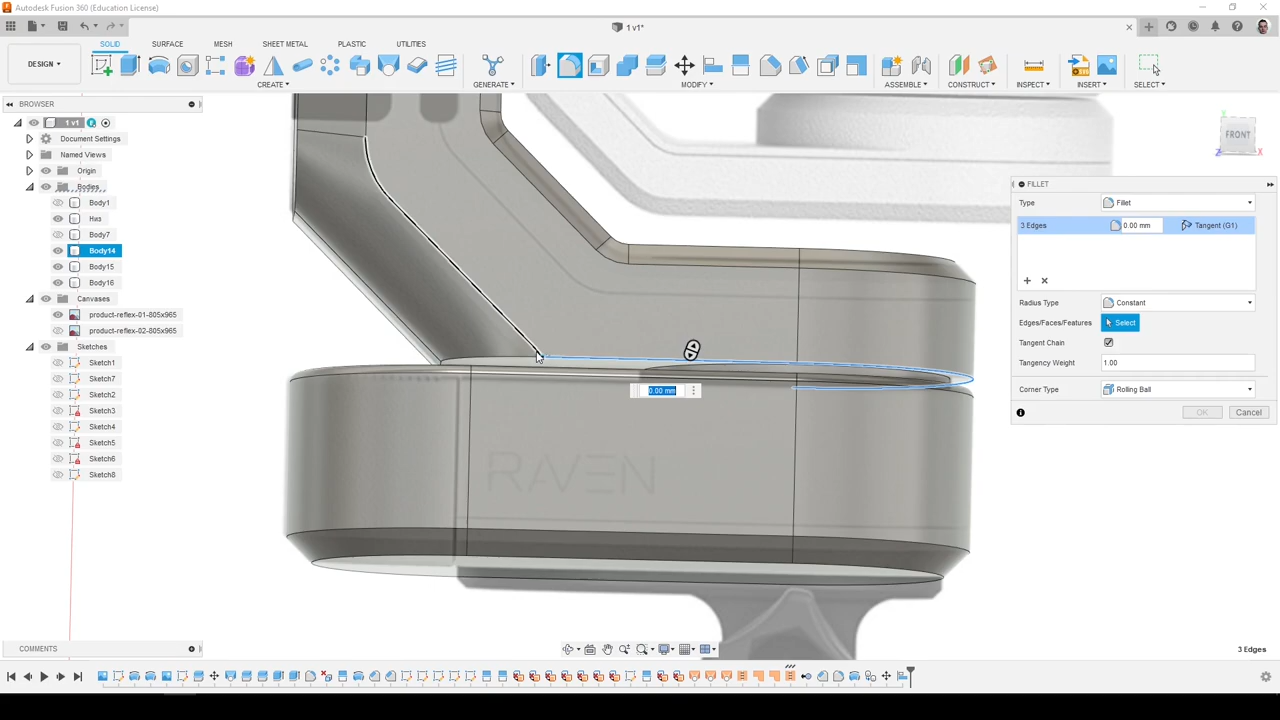 Autodesk Fusion 360 (Education License)
1 v1*
DESIGN
SOLID
SURFACE
MESH
SHEET METAL
PLASTIC
UTILITIES
CREATE
GENERATE
MODIFY
ASSEMBLE
CONSTRUCT
INSPECT
INSERT
SELECT
BROWSER
1 v1
Document Settings
Named Views
Origin
Bodies
Body1
Низ
Body7
Body14
Body15
Body16
Canvases
product-reflex-01-805x965
product-reflex-02-805x965
Sketches
Sketch1
Sketch7
Sketch2
Sketch3
Sketch4
Sketch5
Sketch6
Sketch8
FRONT
Y
Z
X
RAVEN
0.00 mm
FILLET
Type
Fillet
3 Edges
0.00 mm
Tangent (G1)
Radius Type
Constant
Edges/Faces/Features
Select
Tangent Chain
Tangency Weight
1.00
Corner Type
Rolling Ball
OK
Cancel
COMMENTS
3 Edges